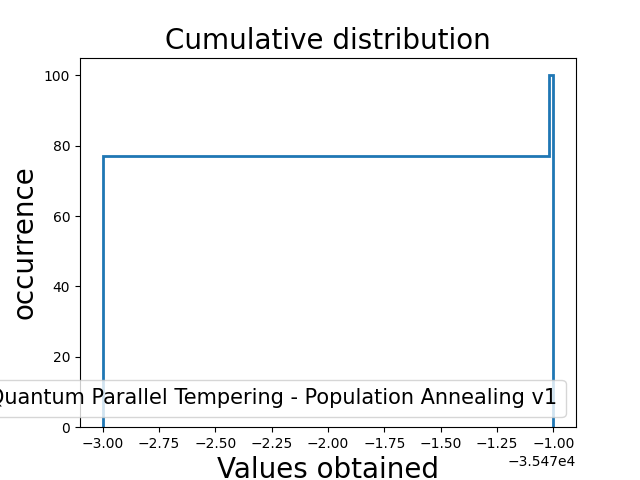 Cumulative distribution
occurrence
100
80
60
40
20
0
Quantum Parallel Tempering - Population Annealing v1
−3.00 −2.75 −2.50 −2.25 −2.00 −1.75 −1.50 −1.25 −1.00
−3.547e4
Values obtained